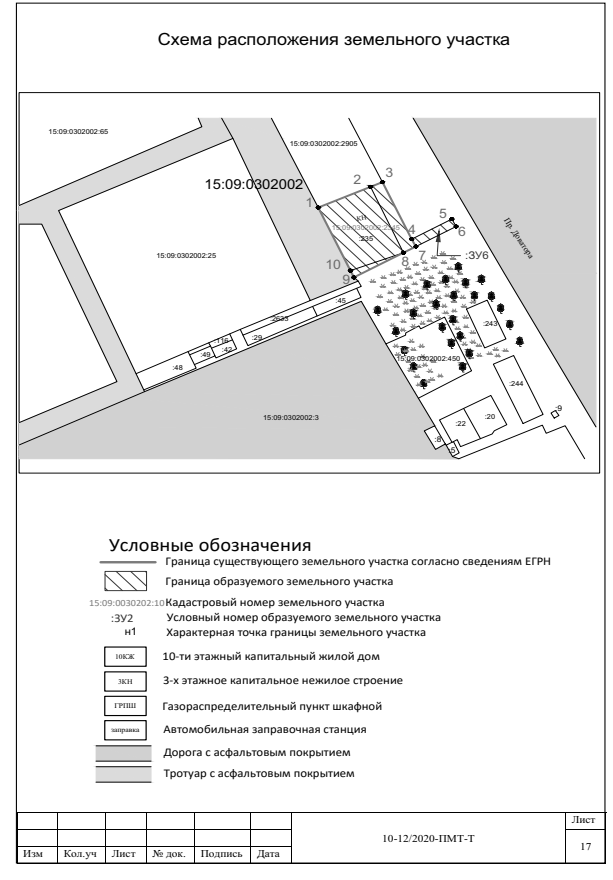 Схема расположения земельного участка
15:09:0302002:65
15:09:0302002:2905
15:09:0302002
1
2
3
КН
:235
4
5
6
7
8
9
10
:ЗУ6
Пр. Доватора
15:09:0302002:25
:45
:2633
:29
:116
:42
:49
:48
:243
15:09:0302002:450
:244
:9
:20
:22
:8
:5
15:09:0302002:3
Условные обозначения
Граница существующего земельного участка согласно сведениям ЕГРН
Граница образуемого земельного участка
15:09:0030202:10 Кадастровый номер земельного участка
:ЗУ2 Условный номер образуемого земельного участка
н1 Характерная точка границы земельного участка
10КЖ 10-ти этажный капитальный жилой дом
3КН 3-х этажное капитальное нежилое строение
ГРПШ Газораспределительный пункт шкафной
заправка Автомобильная заправочная станция
Дорога с асфальтовым покрытием
Тротуар с асфальтовым покрытием
Изм Кол.уч Лист № док. Подпись Дата
10-12/2020-ПМТ-Т
Лист
17